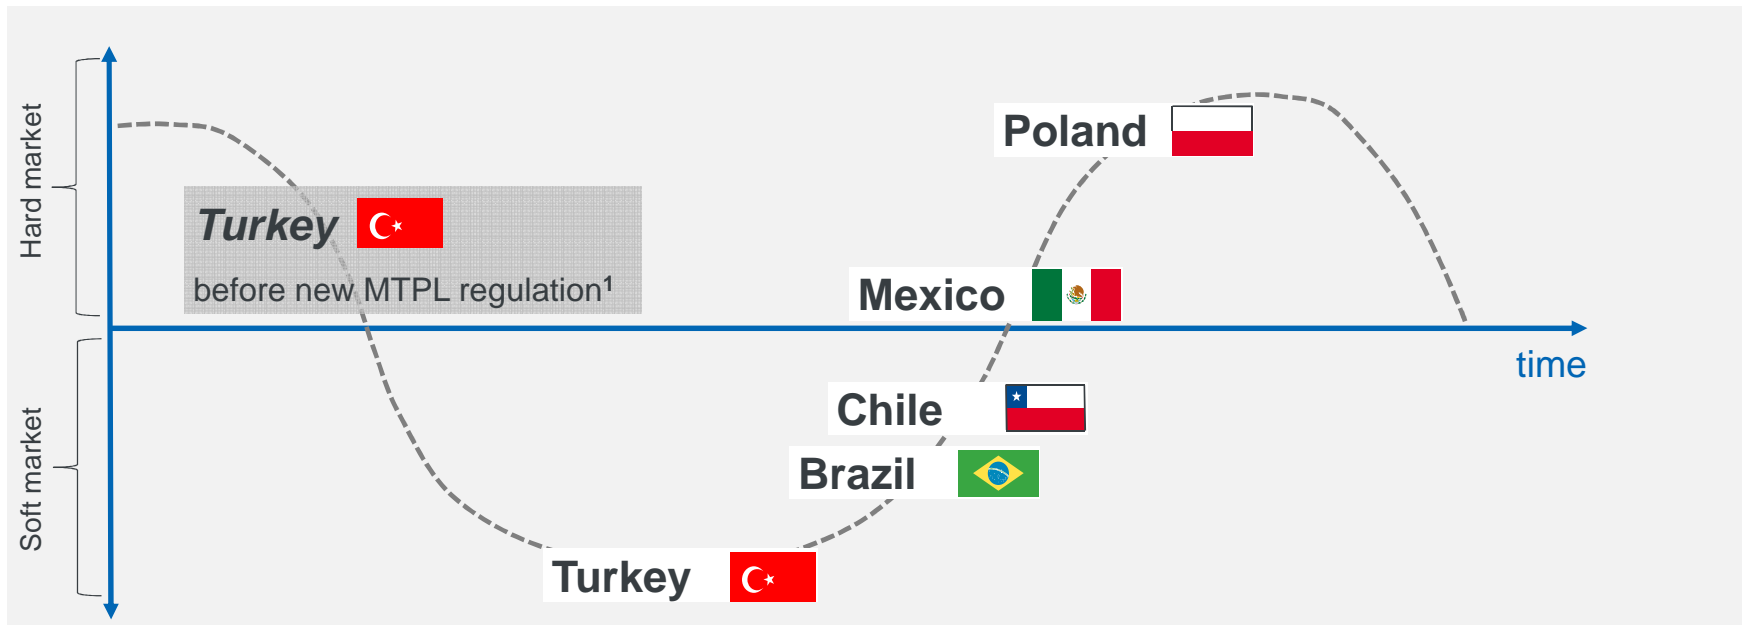 Hard market
Soft market
Turkey
before new MTPL regulation¹
Poland
Mexico
time
Chile
Brazil
Turkey